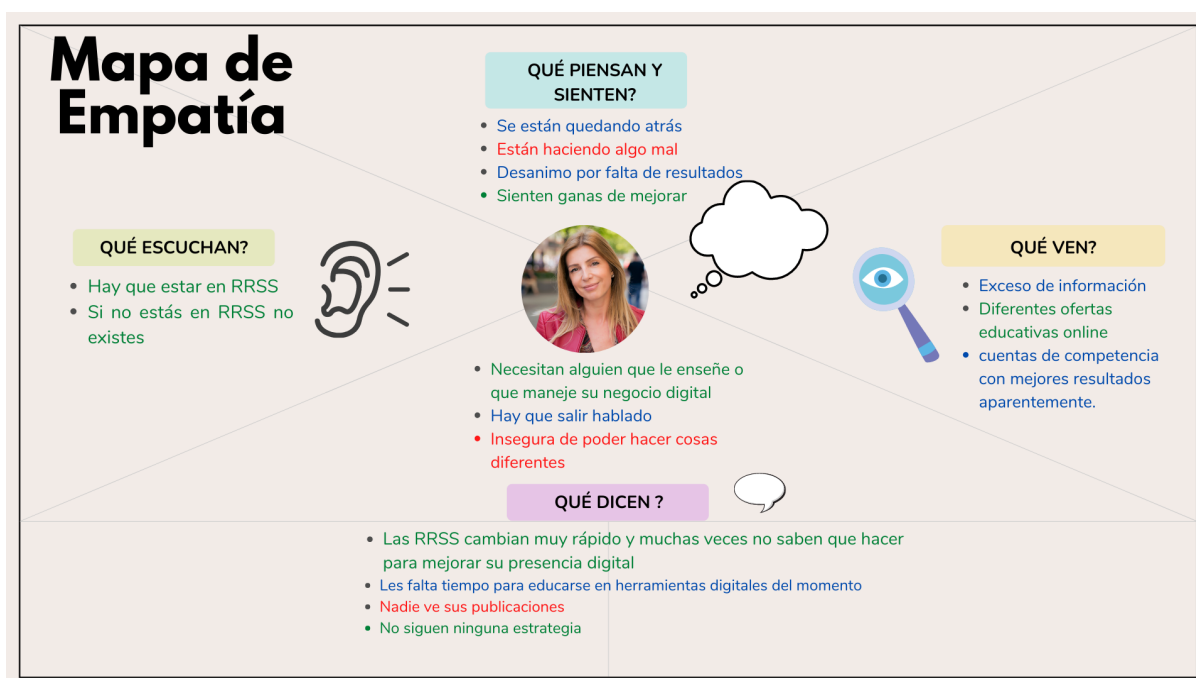 Mapa de
Empatía
QUÉ PIENSAN Y
SIENTEN?
• Se están quedando atrás
• Están haciendo algo mal
• Desanimo por falta de resultados
• Sienten ganas de mejorar
QUÉ ESCUCHAN?
• Hay que estar en RRSS
• Si no estás en RRSS no
existes
QUÉ VEN?
• Exceso de información
• Diferentes ofertas
educativas online
• cuentas de competencia
con mejores resultados
aparentemente.
• Necesitan alguien que le enseñe o
que maneje su negocio digital
• Hay que salir hablado
• Insegura de poder hacer cosas
diferentes
QUÉ DICEN ?
• Las RRSS cambian muy rápido y muchas veces no saben que hacer
para mejorar su presencia digital
• Les falta tiempo para educarse en herramientas digitales del momento
• Nadie ve sus publicaciones
• No siguen ninguna estrategia